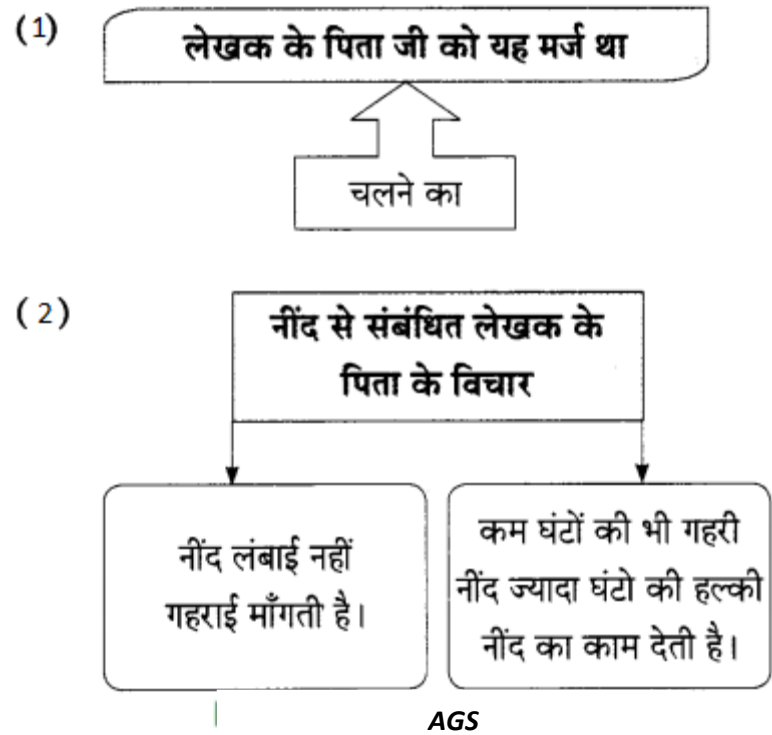 (1)
लेखक के पिता जी को यह मर्ज था
चलने का
(2)
नींद से संबंधित लेखक के
पिता के विचार
नींद लंबाई नहीं
गहराई माँगती है।
कम घंटों की भी गहरी
नींद ज्यादा घंटो की हल्की
नींद का काम देती है।
AGS